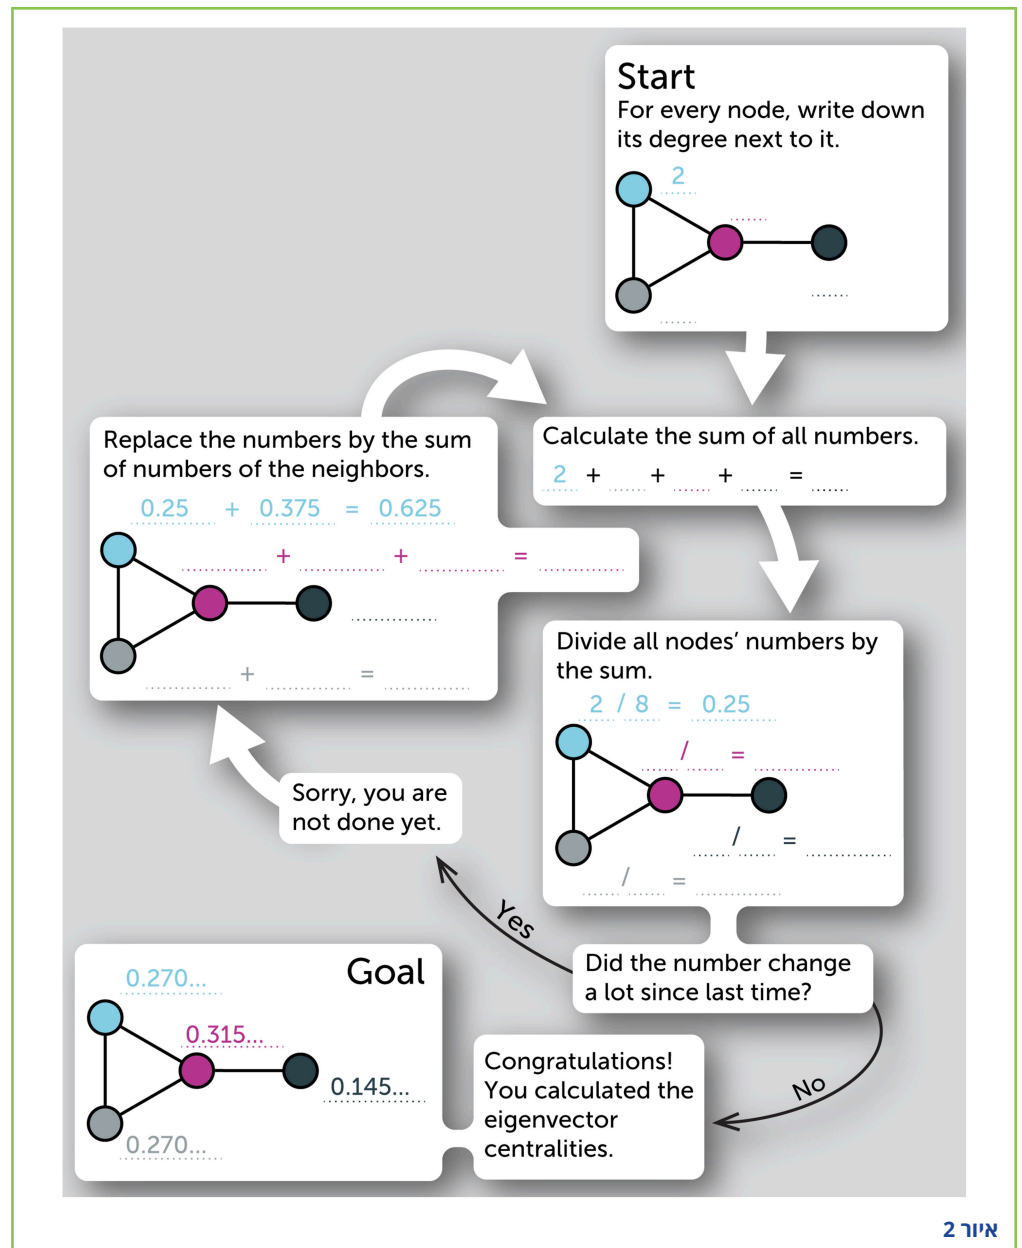 Start
For every node, write down
its degree next to it.
2
Calculate the sum of all numbers.
2 + + + =
Divide all nodes’ numbers by
the sum.
2 / 8 = 0.25
/ =
/ =
/ =
Did the number change
a lot since last time?
Yes
Sorry, you are
not done yet.
Replace the numbers by the sum
of numbers of the neighbors.
0.25 + 0.375 = 0.625
+ + =
+ =
No
Congratulations!
You calculated the
eigenvector
centralities.
Goal
0.270...
0.315...
0.145...
0.270...
איור 2